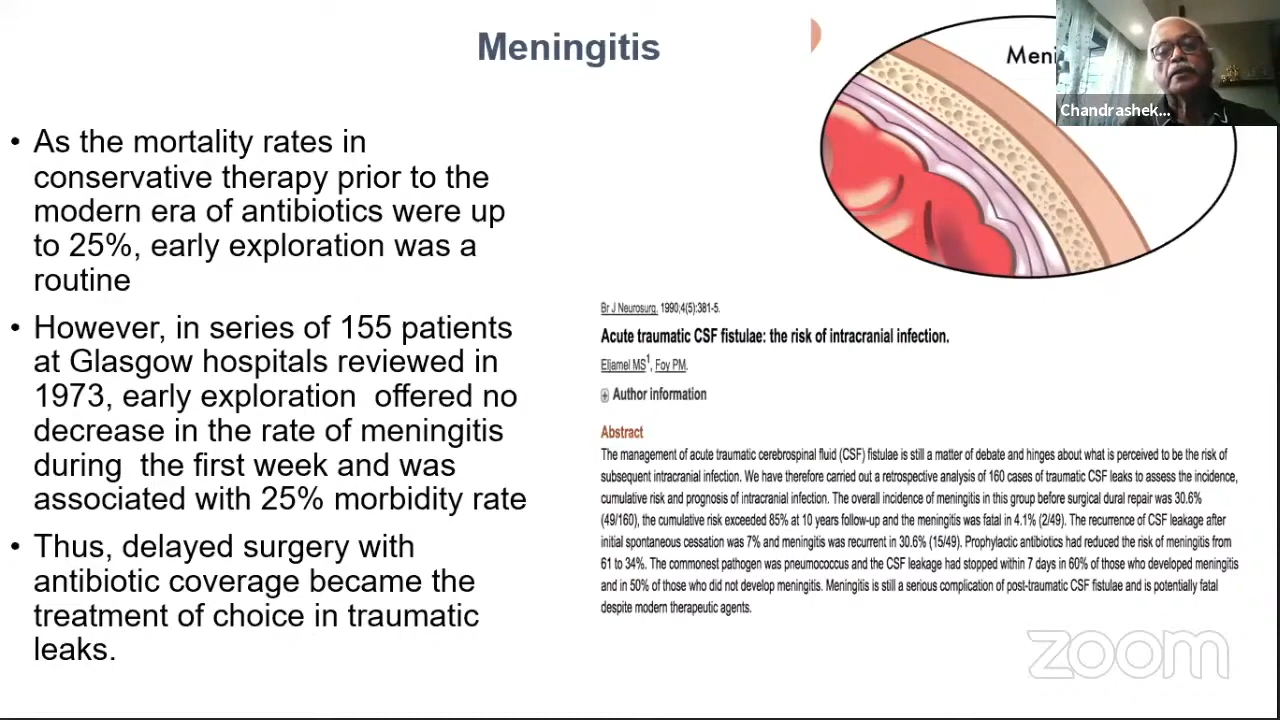 Meningitis
• As the mortality rates in
conservative therapy prior to the
modern era of antibiotics were up
to 25%, early exploration was a
routine
• However, in series of 155 patients
at Glasgow hospitals reviewed in
1973, early exploration offered no
decrease in the rate of meningitis
during the first week and was
associated with 25% morbidity rate
• Thus, delayed surgery with
antibiotic coverage became the
treatment of choice in traumatic
leaks.
Meni
Chandrashek...
Br J Neurosurg. 1990;4(5):381-5.
Acute traumatic CSF fistulae: the risk of intracranial infection.
Eljamel MS1, Foy PM.
Author information
Abstract
The management of acute traumatic cerebrospinal fluid (CSF) fistulae is still a matter of debate and hinges about what is perceived to be the risk of
subsequent intracranial infection. We have therefore carried out a retrospective analysis of 160 cases of traumatic CSF leaks to assess the incidence,
cumulative risk and prognosis of intracranial infection. The overall incidence of meningitis in this group before surgical dural repair was 30.6%
(49/160), the cumulative risk exceeded 85% at 10 years follow-up and the meningitis was fatal in 4.1% (2/49). The recurrence of CSF leakage after
initial spontaneous cessation was 7% and meningitis was recurrent in 30.6% (15/49). Prophylactic antibiotics had reduced the risk of meningitis from
61 to 34%. The commonest pathogen was pneumococcus and the CSF leakage had stopped within 7 days in 60% of those who developed meningitis
and in 50% of those who did not develop meningitis. Meningitis is still a serious complication of post-traumatic CSF fistulae and is potentially fatal
despite modern therapeutic agents.
zoom